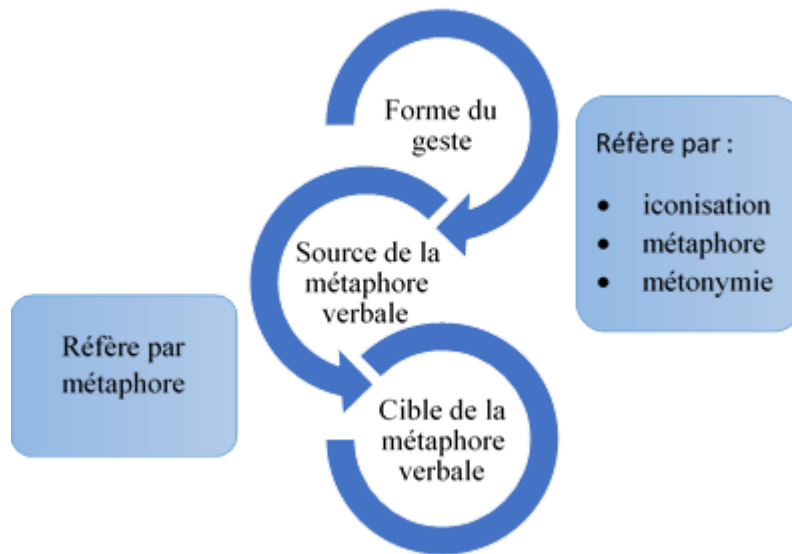 Forme du
geste
Réfère par :
• iconisation
• métaphore
• métonymie
Source de la
métaphore
verbale
Réfère par
métaphore
Cible de la
métaphore
verbale